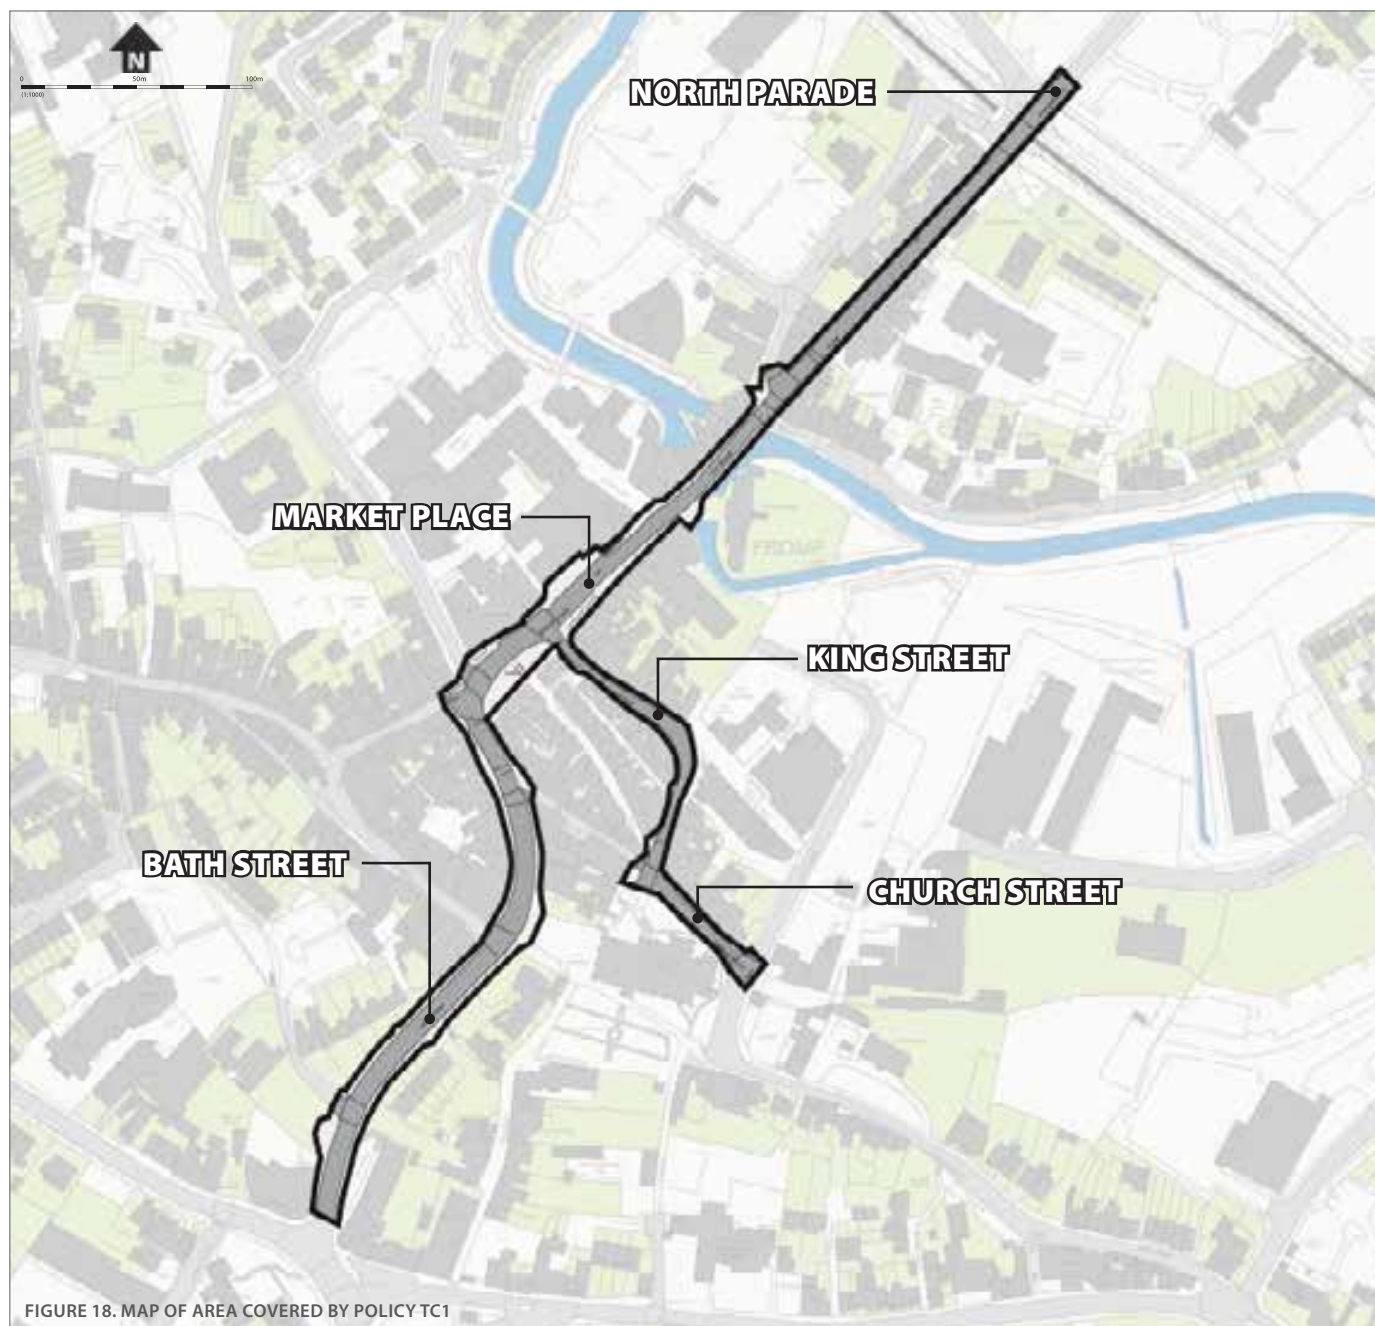 N
0 50m 100m
(1:1000)
NORTH PARADE
MARKET PLACE
FROME
KING STREET
BATH STREET
CHURCH STREET
FIGURE 18. MAP OF AREA COVERED BY POLICY TC1